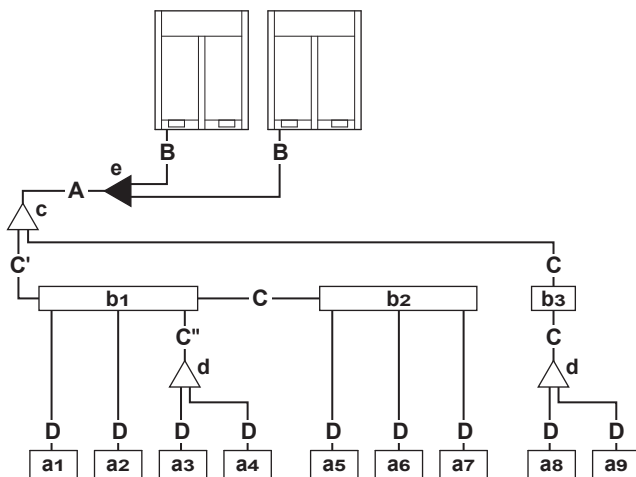 B B
e
A
c
C' C
b1 C b2 b3
C" C
d d
D D D D D D D D D
a1 a2 a3 a4 a5 a6 a7 a8 a9